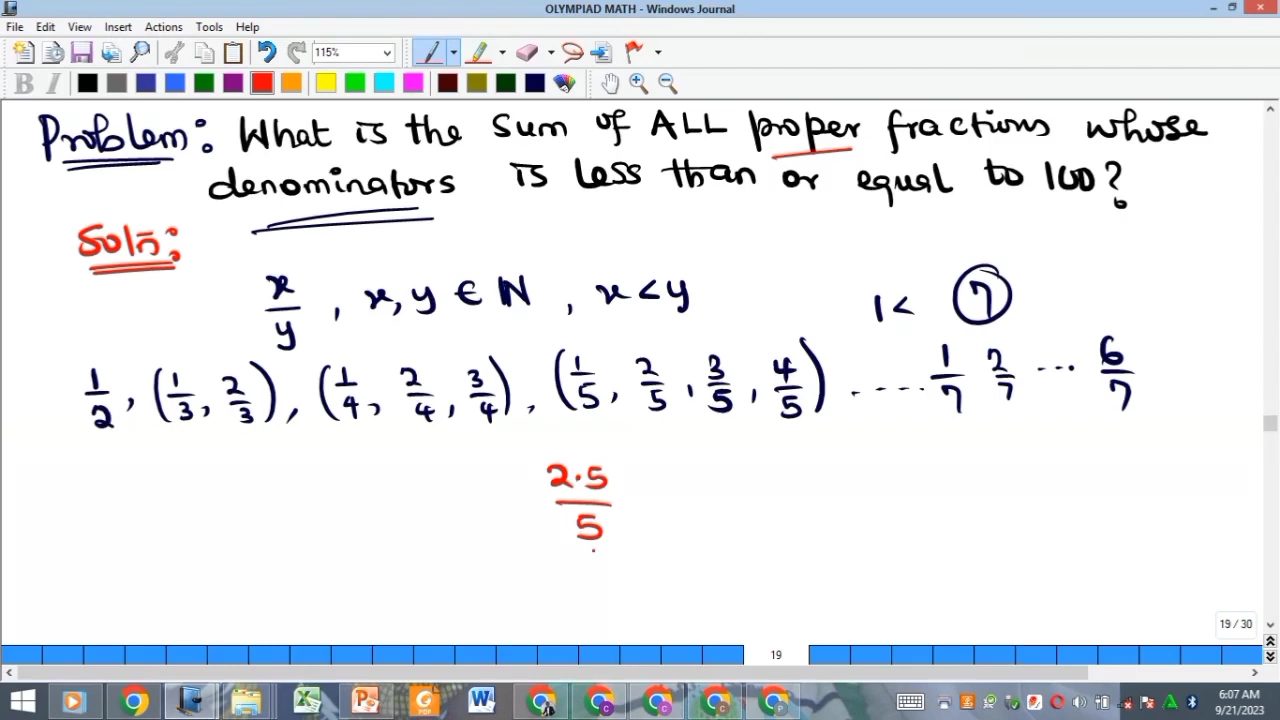 OLYMPIAD MATH - Windows Journal
File Edit View Insert Actions Tools Help
115%
B I
Problem: What is the sum of ALL proper fractions whose
denominators is less than or equal to 100?
Soln:
x/y , x, y ∈ ℕ , x < y 1 < 7
1/2, (1/3, 2/3), (1/4, 2/4, 3/4), (1/5, 2/5, 3/5, 4/5) ..... 1/7 2/7 ... 6/7
2·5/5
19 / 30
19
6:07 AM
9/21/2023